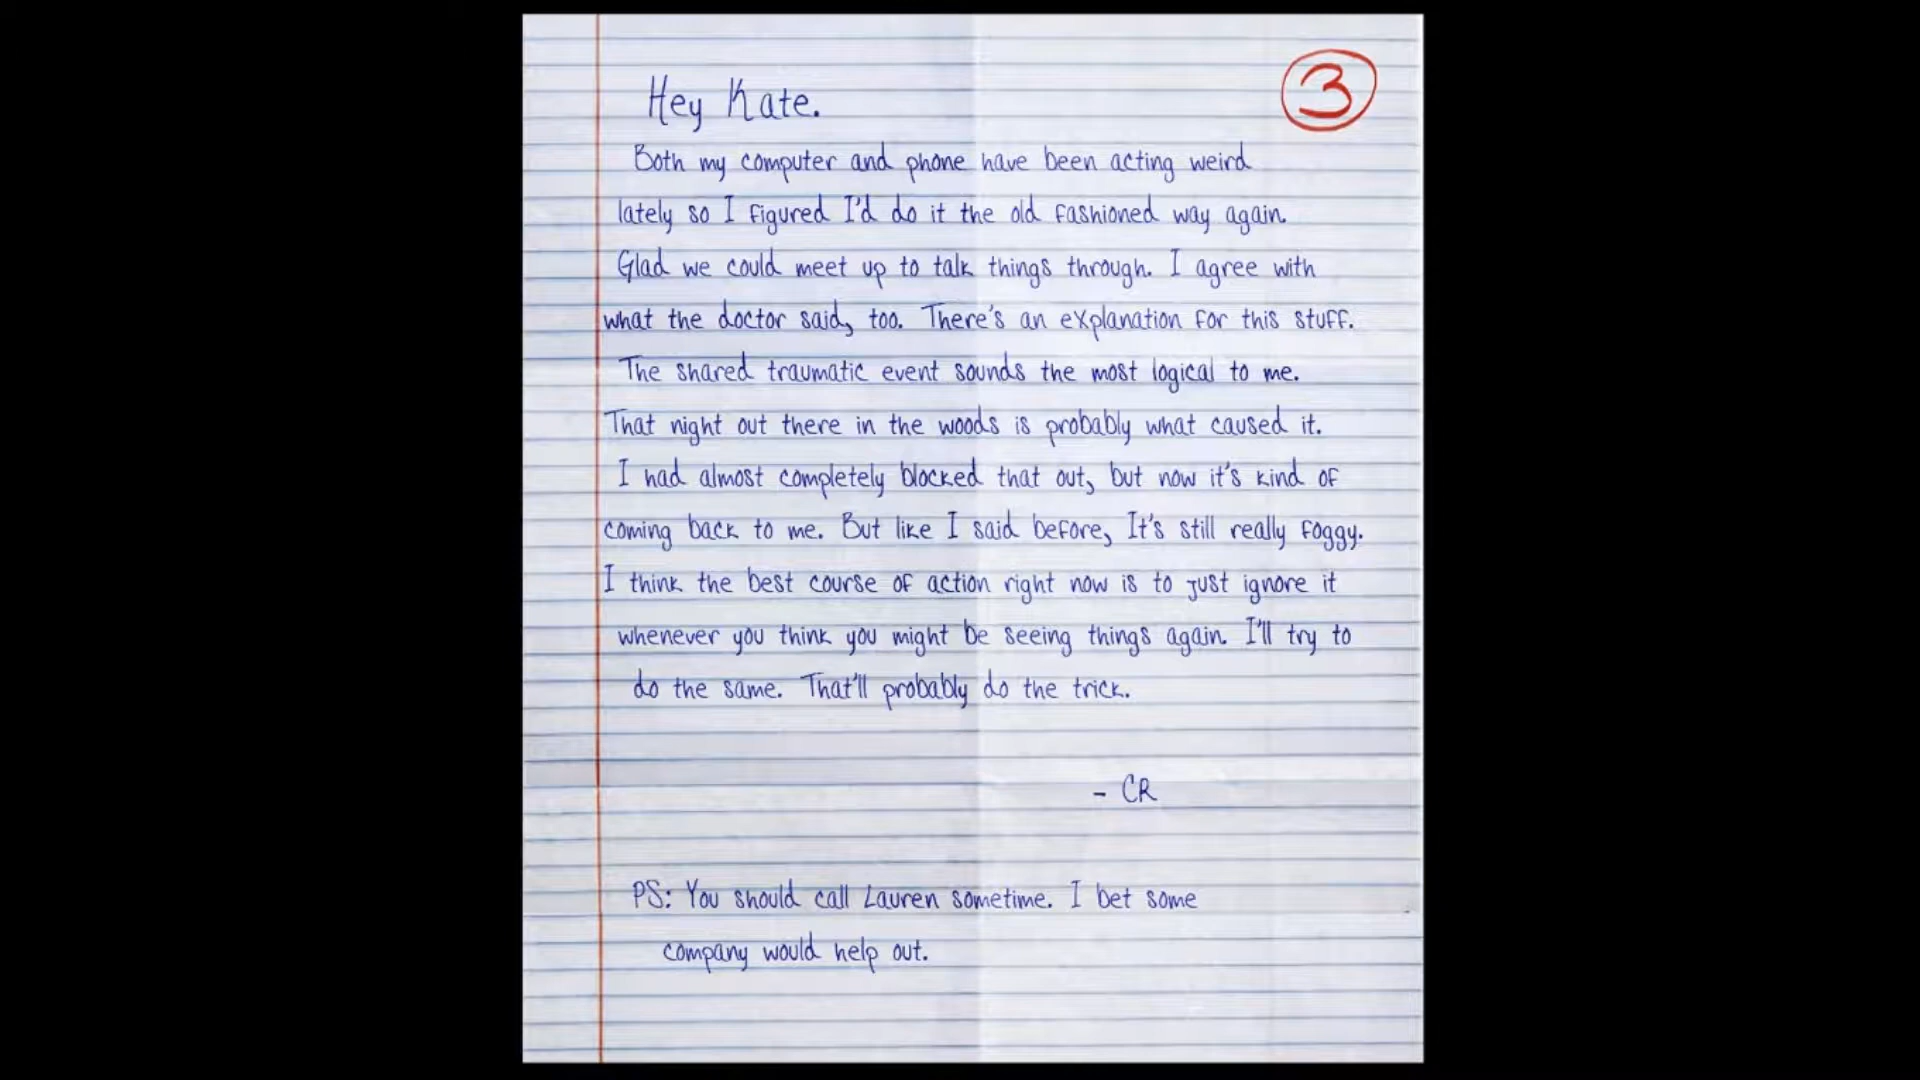 3
Hey Kate.
Both my computer and phone have been acting weird
lately so I figured I'd do it the old fashioned way again.
Glad we could meet up to talk things through. I agree with
what the doctor said, too. There's an explanation for this stuff.
The shared traumatic event sounds the most logical to me.
That night out there in the woods is probably what caused it.
I had almost completely blocked that out, but now it's kind of
coming back to me. But like I said before, It's still really foggy.
I think the best course of action right now is to just ignore it
whenever you think you might be seeing things again. I'll try to
do the same. That'll probably do the trick.
- CR
PS: You should call Lauren sometime. I bet some
company would help out.